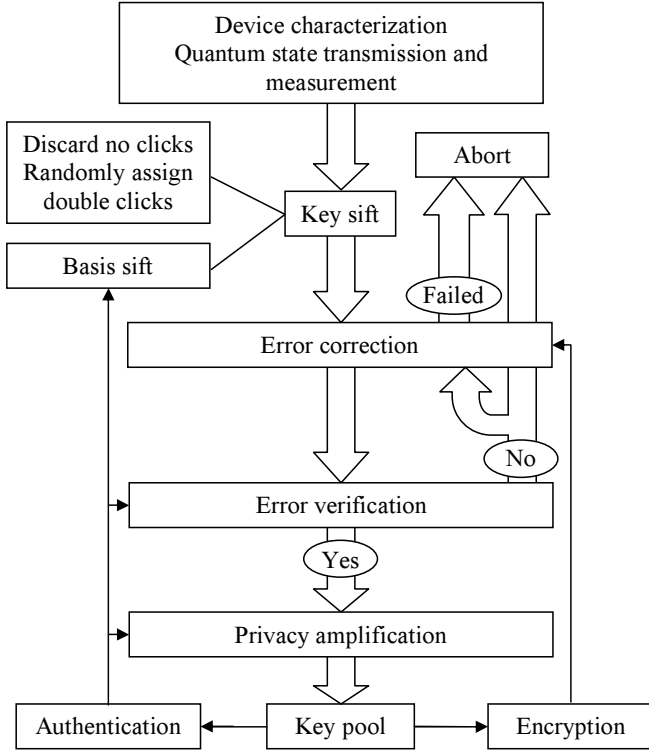 Device characterization
Quantum state transmission and
measurement
Discard no clicks
Randomly assign
double clicks
Abort
Key sift
Basis sift
Failed
Error correction
No
Error verification
Yes
Privacy amplification
Authentication
Key pool
Encryption